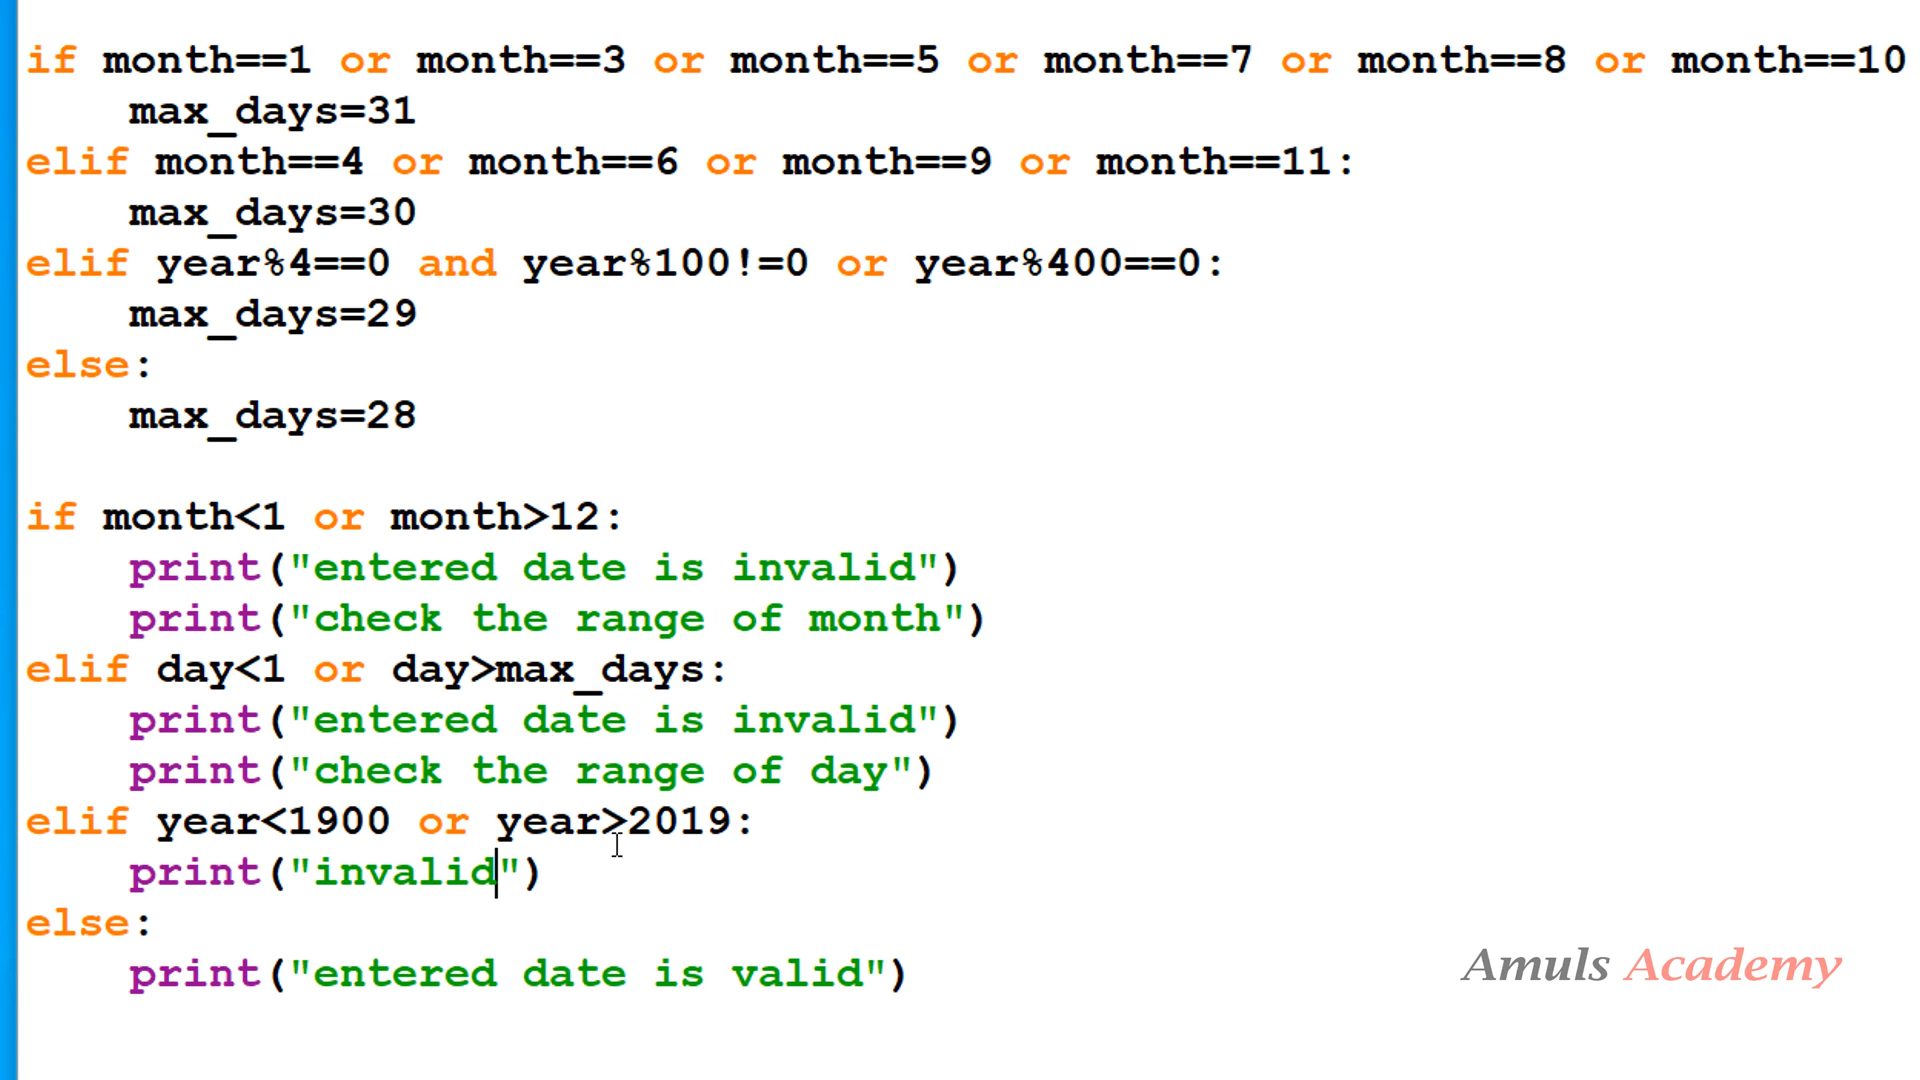 if month==1 or month==3 or month==5 or month==7 or month==8 or month==10
    max_days=31
elif month==4 or month==6 or month==9 or month==11:
    max_days=30
elif year%4==0 and year%100!=0 or year%400==0:
    max_days=29
else:
    max_days=28
if month<1 or month>12:
    print("entered date is invalid")
    print("check the range of month")
elif day<1 or day>max_days:
    print("entered date is invalid")
    print("check the range of day")
elif year<1900 or year>2019:
    print("invalid")
else:
    print("entered date is valid")
Amuls Academy